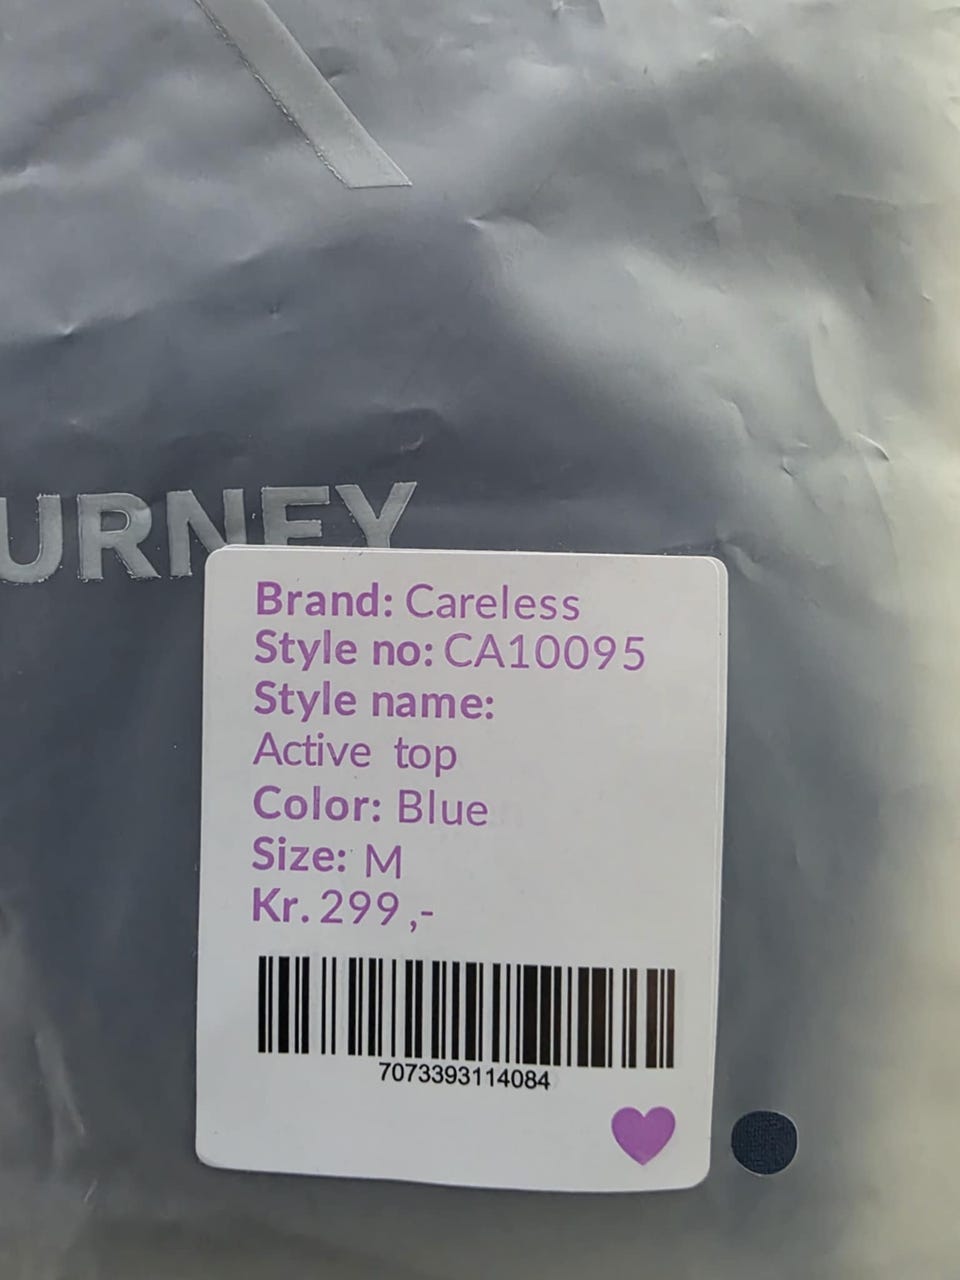 URNEY
Brand: Careless
Style no: CA10095
Style name:
Active top
Color: Blue
Size: M
Kr. 299,-
7073393114084